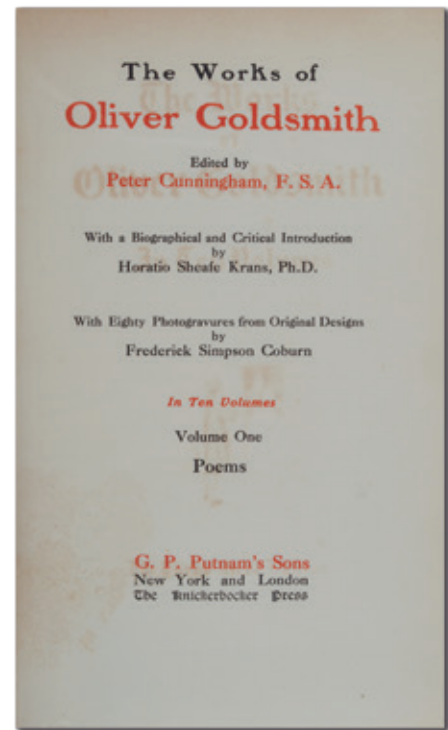 The Works of
Oliver Goldsmith
Edited by
Peter Cunningham, F. S. A.
With a Biographical and Critical Introduction
by
Horatio Sheafe Krans, Ph.D.
With Eighty Photogravures from Original Designs
by
Frederick Simpson Coburn
In Ten Volumes
Volume One
Poems
G. P. Putnam's Sons
New York and London
The Knickerbocker Press